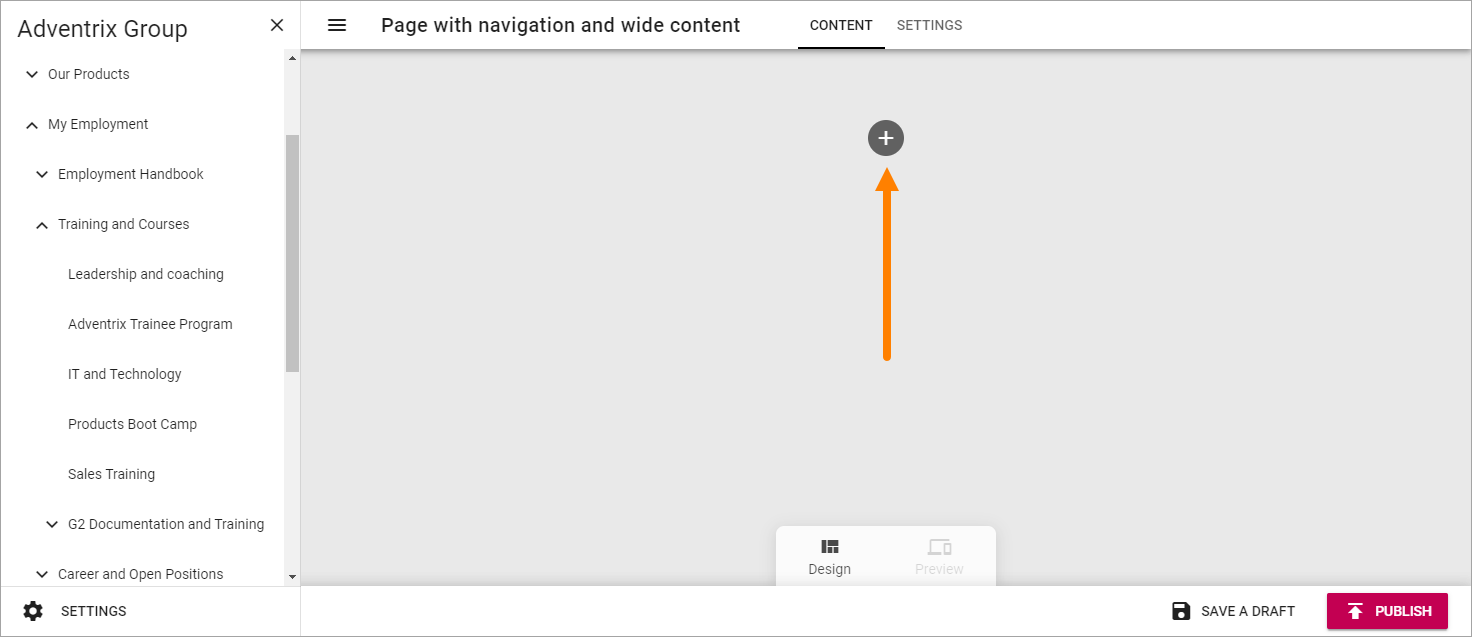 Adventrix Group
Our Products
My Employment
Employment Handbook
Training and Courses
Leadership and coaching
Adventrix Trainee Program
IT and Technology
Products Boot Camp
Sales Training
G2 Documentation and Training
Career and Open Positions
SETTINGS
Page with navigation and wide content
CONTENT SETTINGS
Design Preview
SAVE A DRAFT PUBLISH